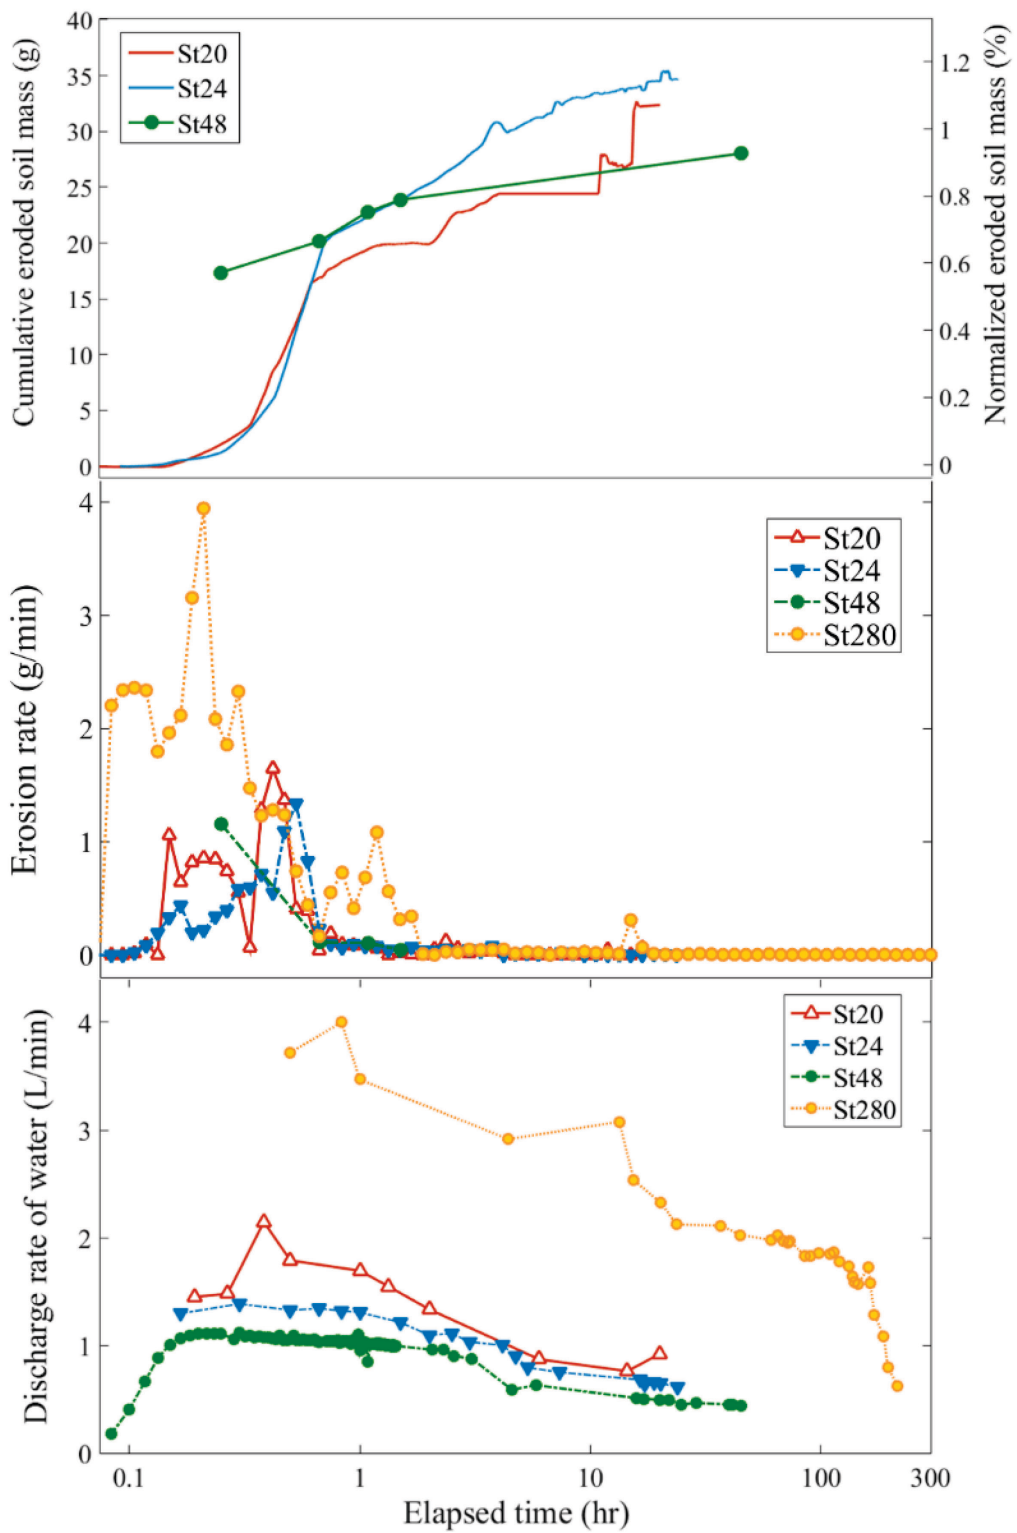 Cumulative eroded soil mass (g)
40
35
30
25
20
15
10
5
0
St20
St24
St48
Normalized eroded soil mass (%)
1.2
1
0.8
0.6
0.4
0.2
0
Erosion rate (g/min)
4
3
2
1
0
St20
St24
St48
St280
Discharge rate of water (L/min)
4
3
2
1
0
St20
St24
St48
St280
0.1 1 10 100 300
Elapsed time (hr)